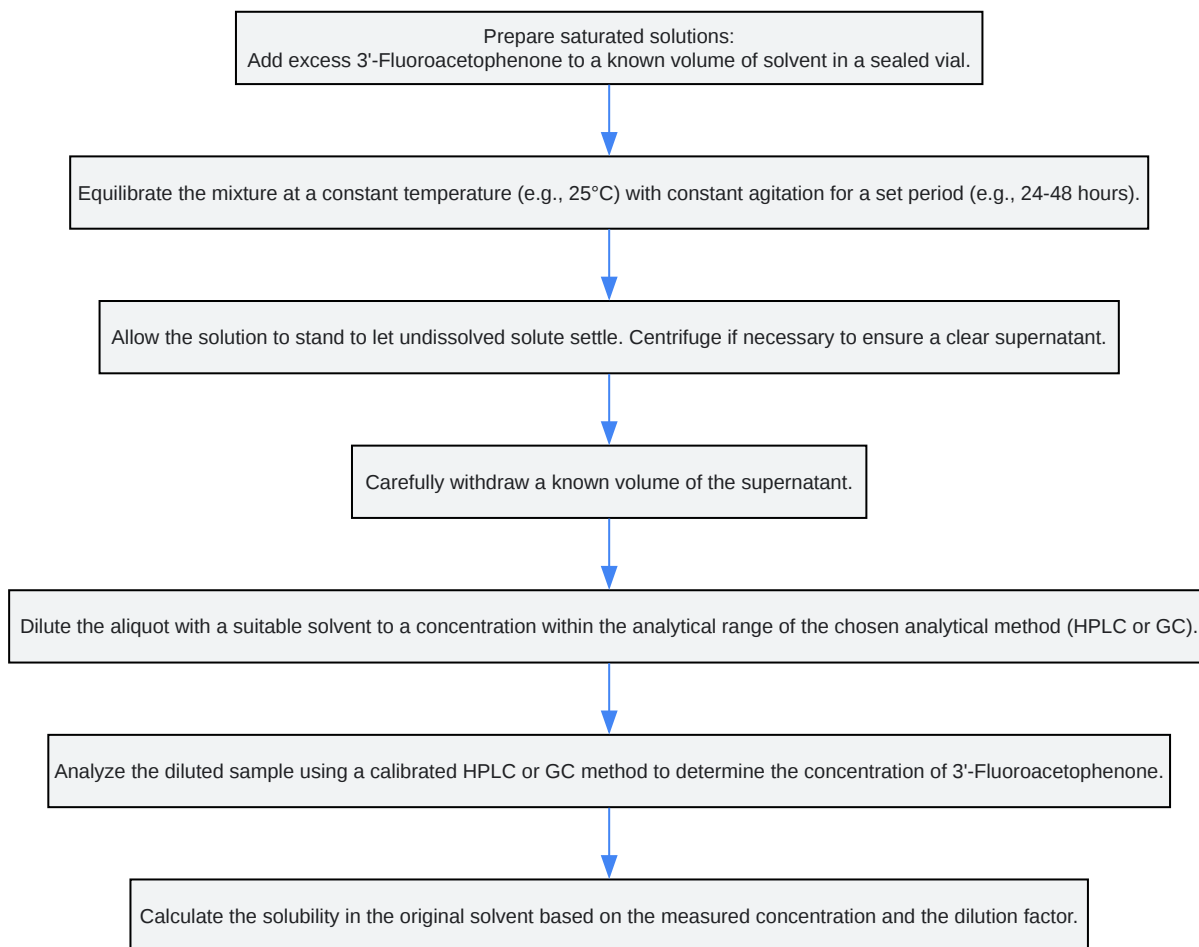 Prepare saturated solutions:
Add excess 3'-Fluoroacetophenone to a known volume of solvent in a sealed vial.
Equilibrate the mixture at a constant temperature (e.g., 25°C) with constant agitation for a set period (e.g., 24-48 hours).
Allow the solution to stand to let undissolved solute settle. Centrifuge if necessary to ensure a clear supernatant.
Carefully withdraw a known volume of the supernatant.
Dilute the aliquot with a suitable solvent to a concentration within the analytical range of the chosen analytical method (HPLC or GC).
Analyze the diluted sample using a calibrated HPLC or GC method to determine the concentration of 3'-Fluoroacetophenone.
Calculate the solubility in the original solvent based on the measured concentration and the dilution factor.